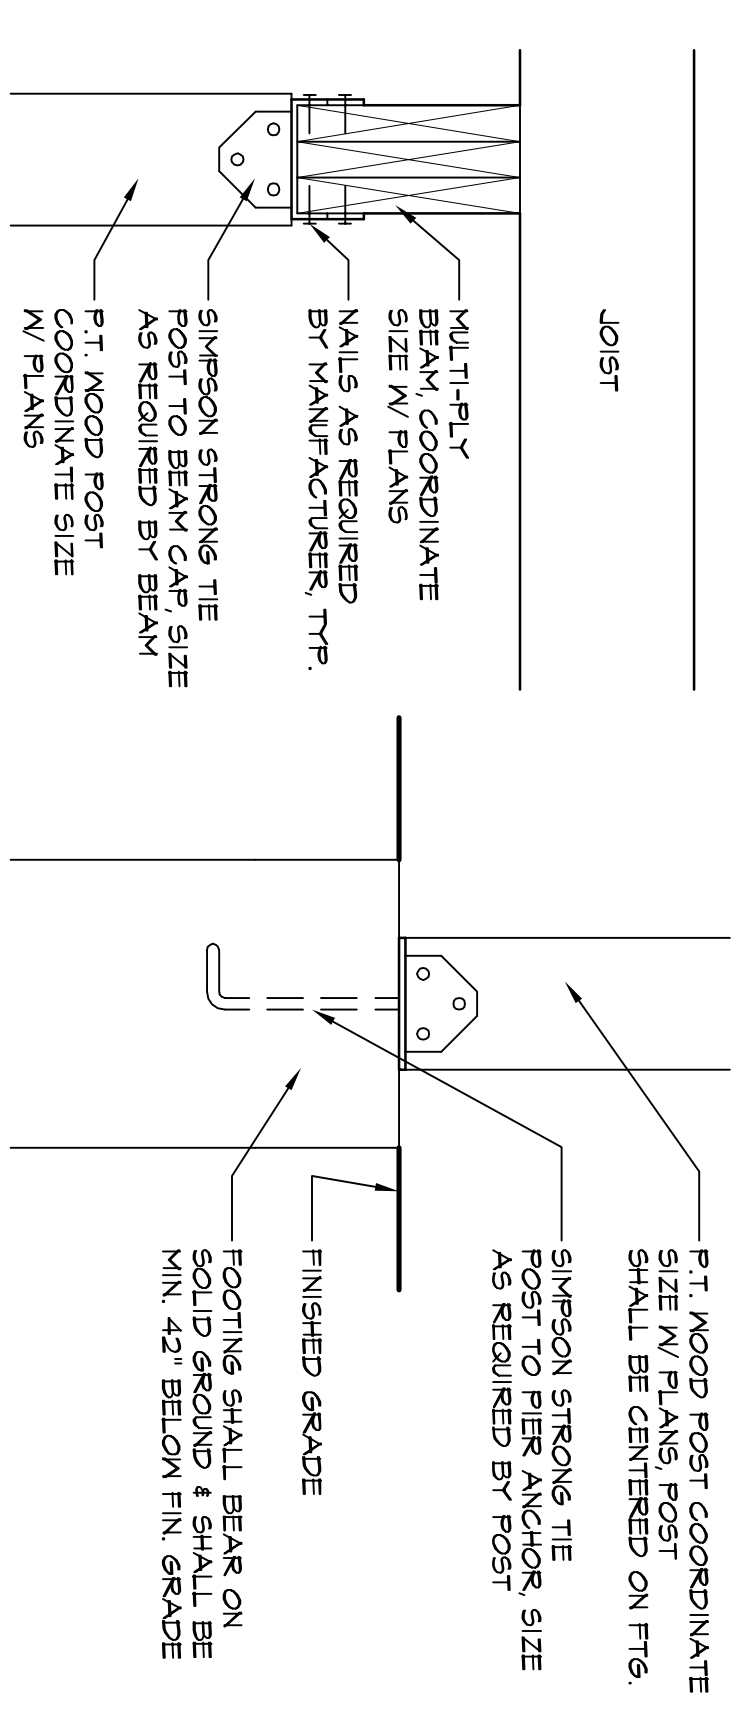 JOIST
MULTI-PLY
BEAM, COORDINATE
SIZE W/ PLANS
NAILS AS REQUIRED
BY MANUFACTURER, TYP.
SIMPSON STRONG TIE
POST TO BEAM CAP, SIZE
AS REQUIRED BY BEAM
P.T. WOOD POST
COORDINATE SIZE
W/ PLANS
P.T. WOOD POST COORDINATE
SIZE W/ PLANS, POST
SHALL BE CENTERED ON FTG.
SIMPSON STRONG TIE
POST TO PIER ANCHOR, SIZE
AS REQUIRED BY POST
FINISHED GRADE
FOOTING SHALL BEAR ON
SOLID GROUND & SHALL BE
MIN. 42" BELOW FIN. GRADE